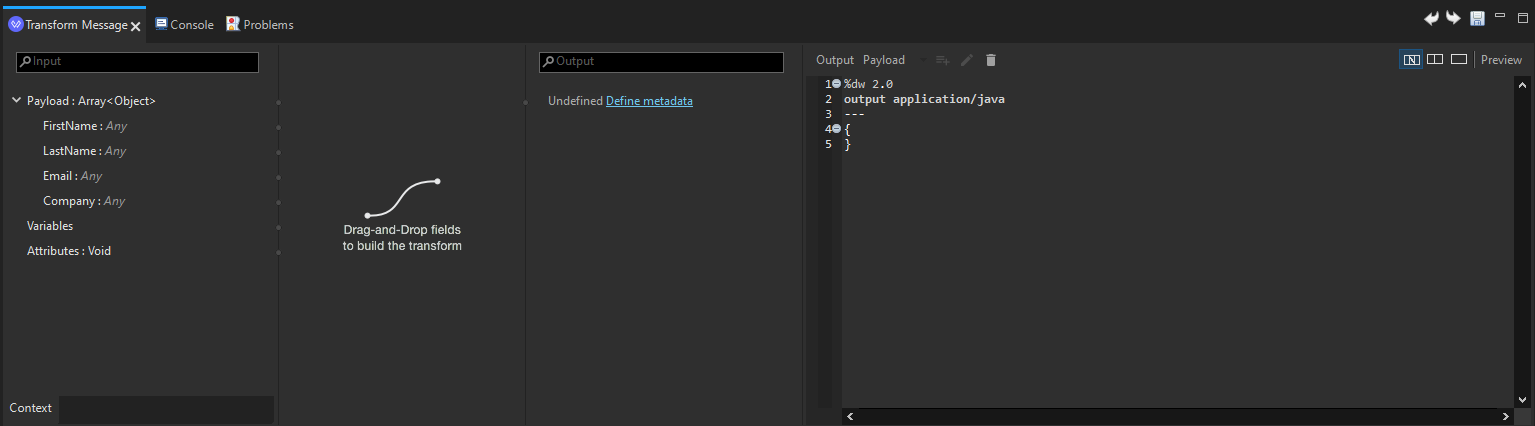 Transform Message
Console
Problems
Input
Payload : Array<Object>
FirstName : Any
LastName : Any
Email : Any
Company : Any
Variables
Attributes : Void
Context
Drag-and-Drop fields
to build the transform
Output
Undefined Define metadata
Output Payload
Preview
1 %dw 2.0
2 output application/java
3 ---
4 {
5 }